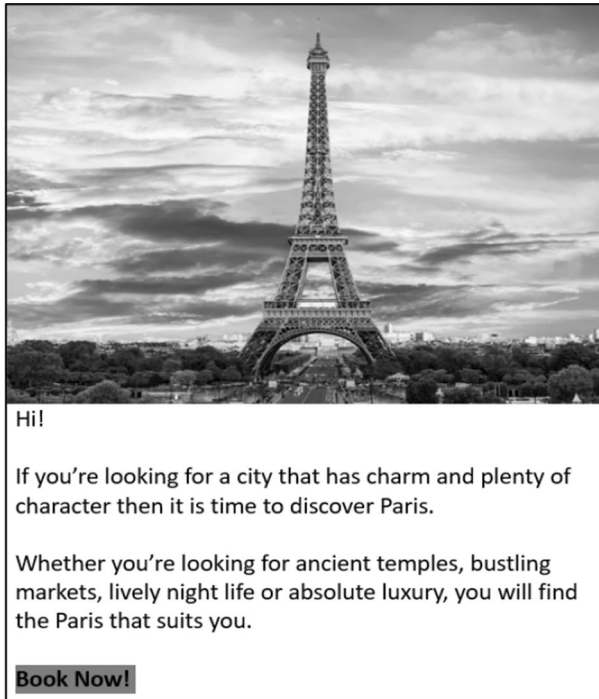 Hi!
If you’re looking for a city that has charm and plenty of
character then it is time to discover Paris.
Whether you’re looking for ancient temples, bustling
markets, lively night life or absolute luxury, you will find
the Paris that suits you.
Book Now!